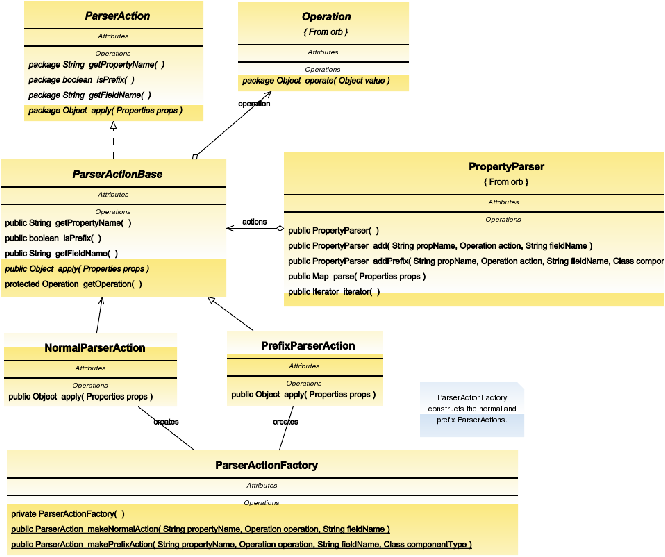 ParserAction
Attributes
Operations
package String getPropertyName( )
package boolean isPrefix( )
package String getFieldName( )
package Object apply( Properties props )
Operation
{ From orb }
Attributes
Operations
package Object operate( Object value )
operation
ParserActionBase
Attributes
Operations
public String getPropertyName( )
public boolean isPrefix( )
public String getFieldName( )
public Object apply( Properties props )
protected Operation getOperation( )
actions
PropertyParser
{ From orb }
Attributes
Operations
public PropertyParser( )
public PropertyParser add( String propName, Operation action, String fieldName )
public PropertyParser addPrefix( String propName, Operation action, String fieldName, Class compon
public Map parse( Properties props )
public Iterator iterator( )
NormalParserAction
Attributes
Operations
public Object apply( Properties props )
PrefixParserAction
Attributes
Operations
public Object apply( Properties props )
ParserActionFactory
constructs the normal and
prefix ParserActions.
creates
creates
ParserActionFactory
Attributes
Operations
private ParserActionFactory( )
public ParserAction makeNormalAction( String propertyName, Operation operation, String fieldName )
public ParserAction makePrefixAction( String propertyName, Operation operation, String fieldName, Class componentType )